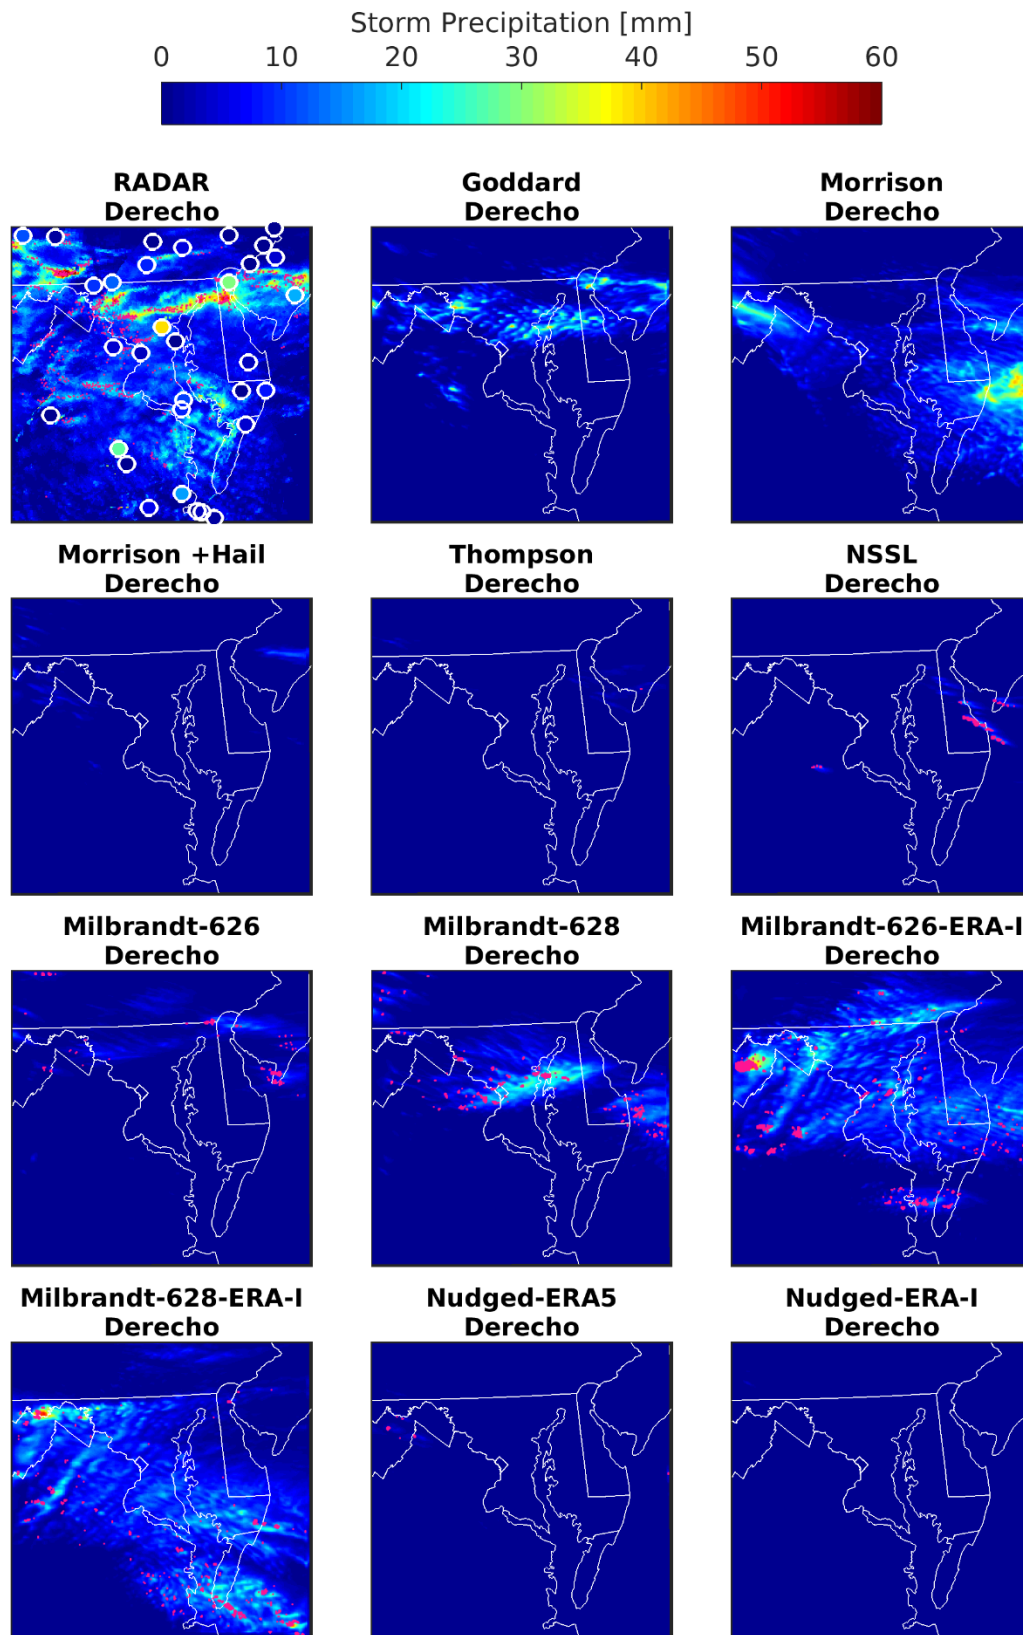 Storm Precipitation [mm]
0 10 20 30 40 50 60
RADAR
Derecho
Goddard
Derecho
Morrison
Derecho
Morrison +Hail
Derecho
Thompson
Derecho
NSSL
Derecho
Milbrandt-626
Derecho
Milbrandt-628
Derecho
Milbrandt-626-ERA-I
Derecho
Milbrandt-628-ERA-I
Derecho
Nudged-ERA5
Derecho
Nudged-ERA-I
Derecho